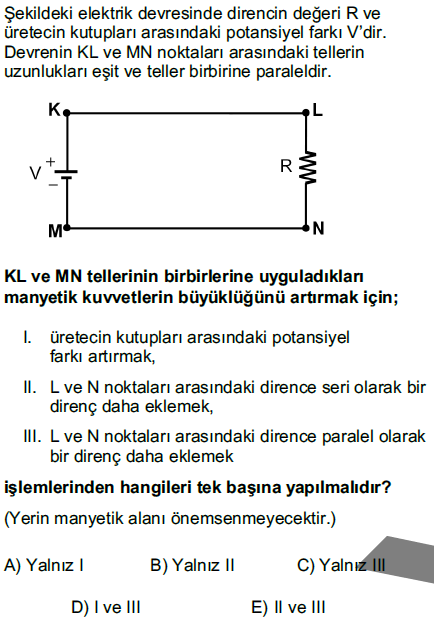 Şekildeki elektrik devresinde direncin değeri R ve
üretecin kutupları arasındaki potansiyel farkı V'dir.
Devrenin KL ve MN noktaları arasındaki tellerin
uzunlukları eşit ve teller birbirine paraleldir.
K L
V + − R
M N
KL ve MN tellerinin birbirlerine uyguladıkları
manyetik kuvvetlerin büyüklüğünü artırmak için;
I. üretecin kutupları arasındaki potansiyel
farkı artırmak,
II. L ve N noktaları arasındaki dirence seri olarak bir
direnç daha eklemek,
III. L ve N noktaları arasındaki dirence paralel olarak
bir direnç daha eklemek
işlemlerinden hangileri tek başına yapılmalıdır?
(Yerin manyetik alanı önemsenmeyecektir.)
A) Yalnız I B) Yalnız II C) Yalnız III
D) I ve III E) II ve III